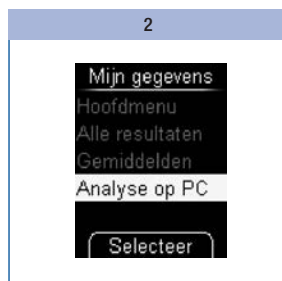 2
Mijn gegevens
Hoofdmenu
Alle resultaten
Gemiddelden
Analyse op PC
Selecteer